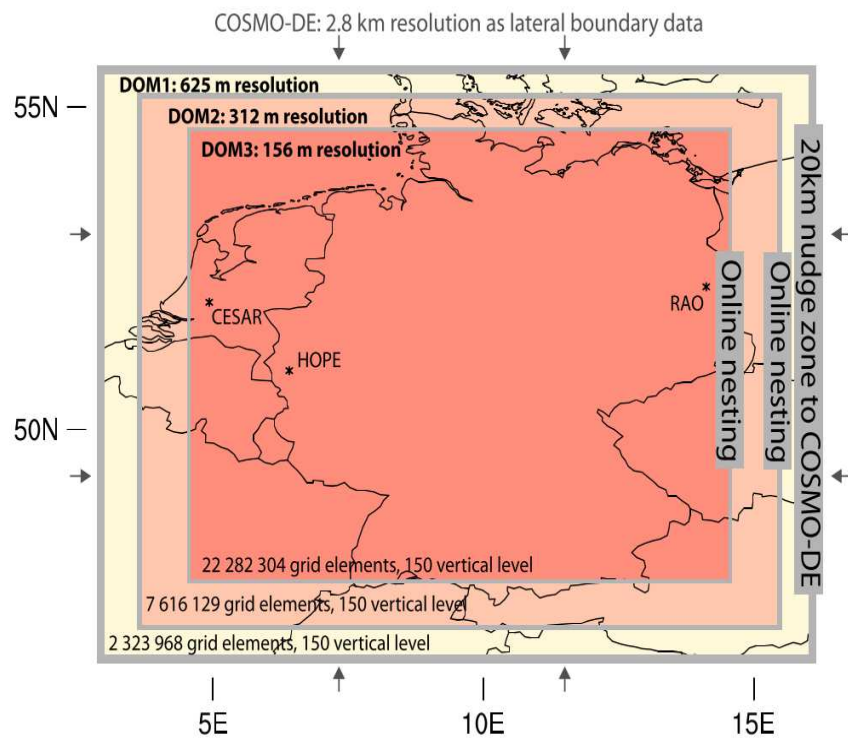 COSMO-DE: 2.8 km resolution as lateral boundary data
DOM1: 625 m resolution
55N
DOM2: 312 m resolution
DOM3: 156 m resolution
20km nudge zone to COSMO-DE
Online nesting
Online nesting
CESAR
RAO
HOPE
50N
22 282 304 grid elements, 150 vertical level
7 616 129 grid elements, 150 vertical level
2 323 968 grid elements, 150 vertical level
5E
10E
15E